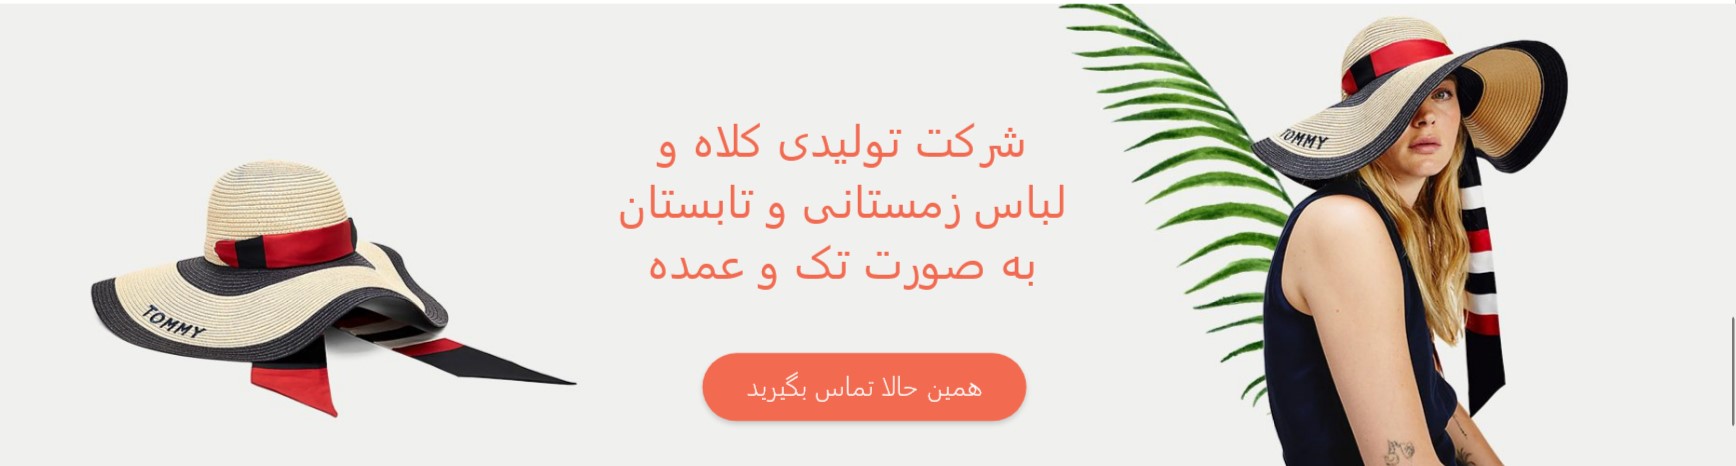 شرکت تولیدی کلاه و
لباس زمستانی و تابستان
به صورت تک و عمده
همین حالا تماس بگیرید
TOMMY
TOMMY